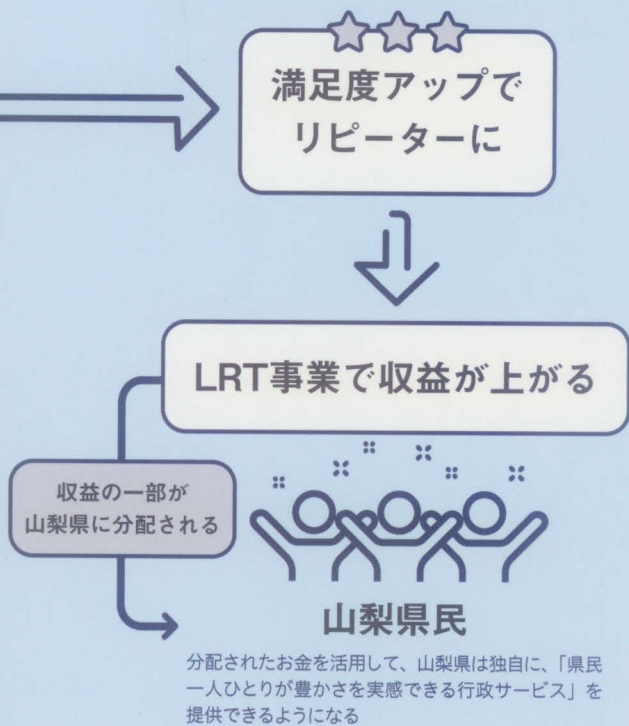 満足度アップで
リピーターに
LRT事業で収益が上がる
収益の一部が
山梨県に分配される
山梨県民
分配されたお金を活用して、山梨県は独自に、「県民
一人ひとりが豊かさを実感できる行政サービス」を
提供できるようになる